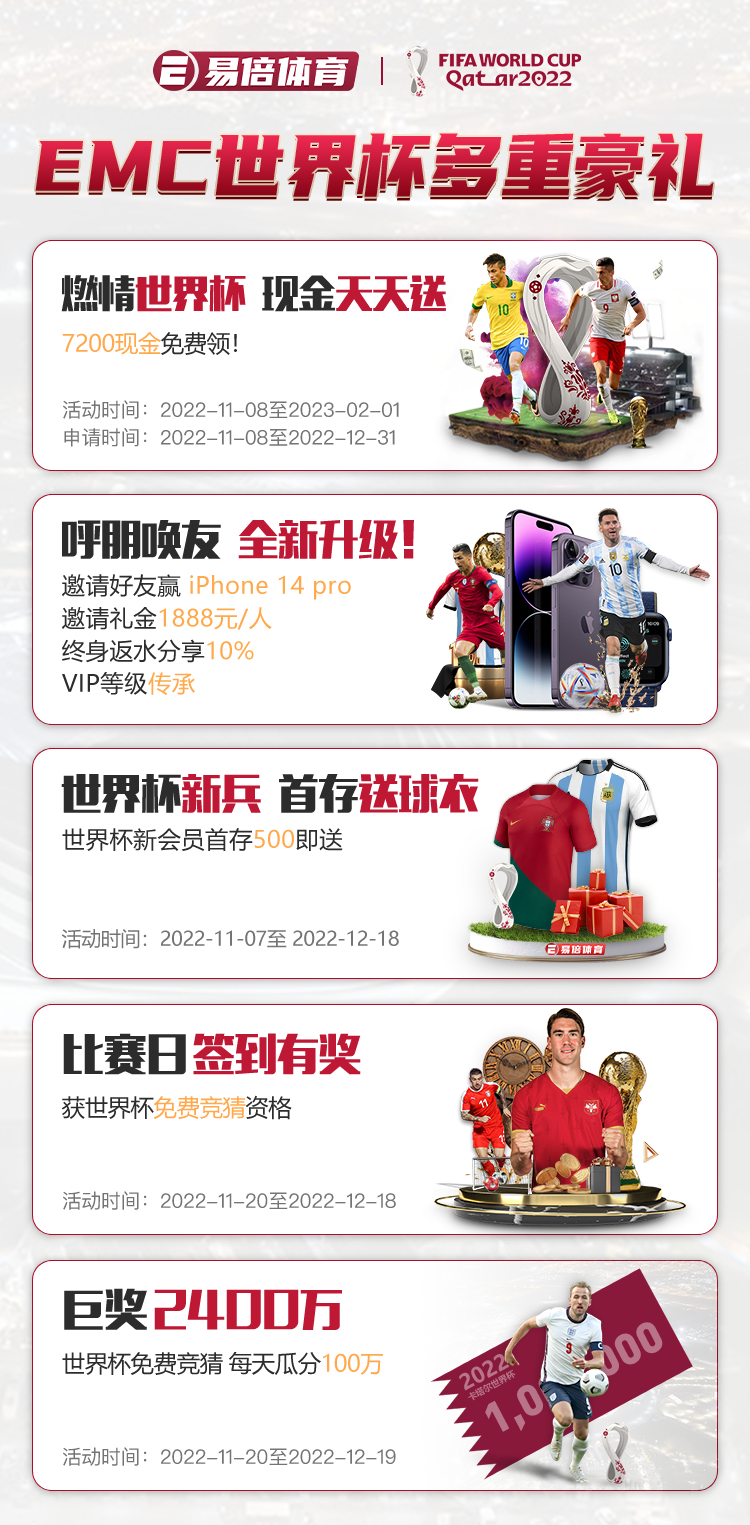 易倍体育
FIFA WORLD CUP
Qatar2022
EMC世界杯多重豪礼
燃情世界杯 现金天天送
7200现金免费领!
活动时间：2022-11-08至2023-02-01
申请时间：2022-11-08至2022-12-31
10
10
9
呼朋唤友 全新升级!
邀请好友赢 iPhone 14 pro
邀请礼金1888元/人
终身返水分享10%
VIP等级传承
10
10
世界杯新兵 首存送球衣
世界杯新会员首存500即送
活动时间：2022-11-07至 2022-12-18
易倍体育
比赛日签到有奖
获世界杯免费竞猜资格
活动时间：2022-11-20至2022-12-18
11
巨奖2400万
世界杯免费竞猜 每天瓜分100万
活动时间：2022-11-20至2022-12-19
2022
卡塔尔世界杯
1,0 000
9